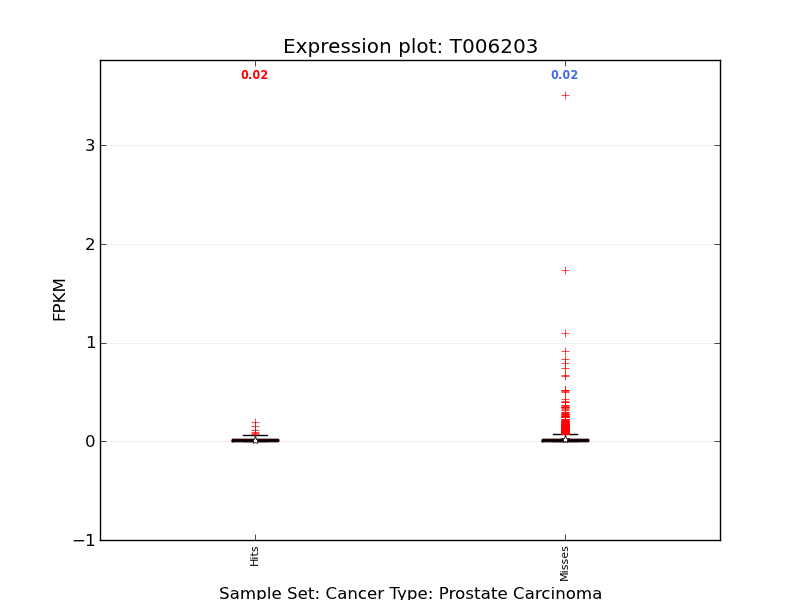 Expression plot: T006203
0.02
0.02
3
2
1
0
−1
FPKM
Hits
Misses
Sample Set: Cancer Type: Prostate Carcinoma